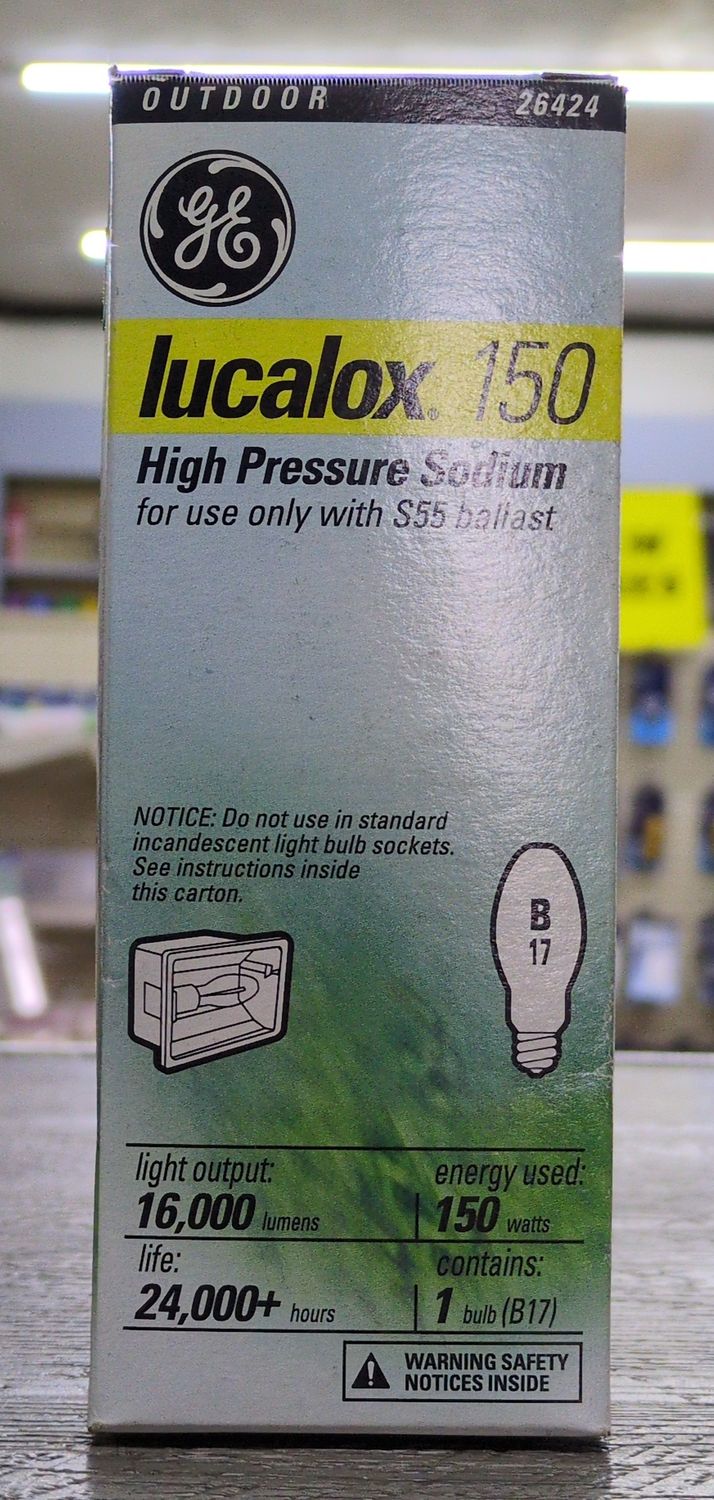 OUTDOOR 26424
GE
lucalox® 150
High Pressure Sodium
for use only with S55 ballast
NOTICE: Do not use in standard
incandescent light bulb sockets.
See instructions inside
this carton.
B
17
light output: energy used:
16,000 lumens 150 watts
life: contains:
24,000+ hours 1 bulb (B17)
WARNING SAFETY
NOTICES INSIDE